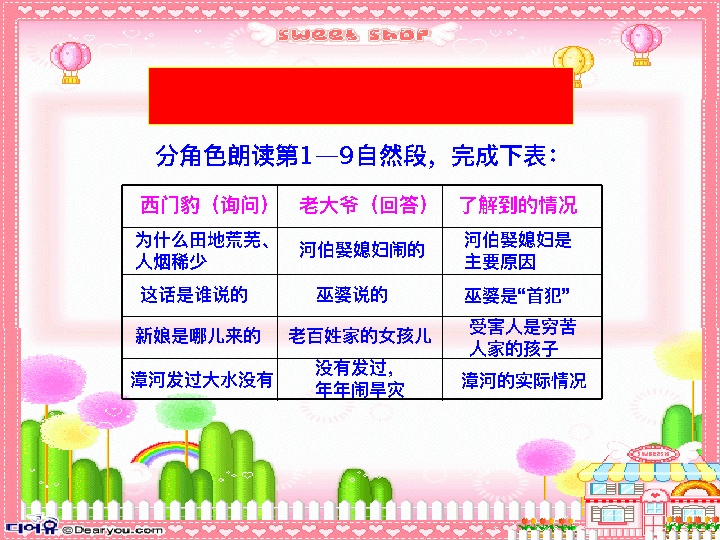 sweet shop
分角色朗读第1—9自然段，完成下表：
西门豹（询问） 老大爷（回答） 了解到的情况
为什么田地荒芜、
人烟稀少
河伯娶媳妇闹的
河伯娶媳妇是
主要原因
这话是谁说的 巫婆说的 巫婆是“首犯”
新娘是哪儿来的 老百姓家的女孩儿
受害人是穷苦
人家的孩子
漳河发过大水没有
没有发过，
年年闹旱灾
漳河的实际情况
SWEETSHOP
디어유 ©Dearyou.com